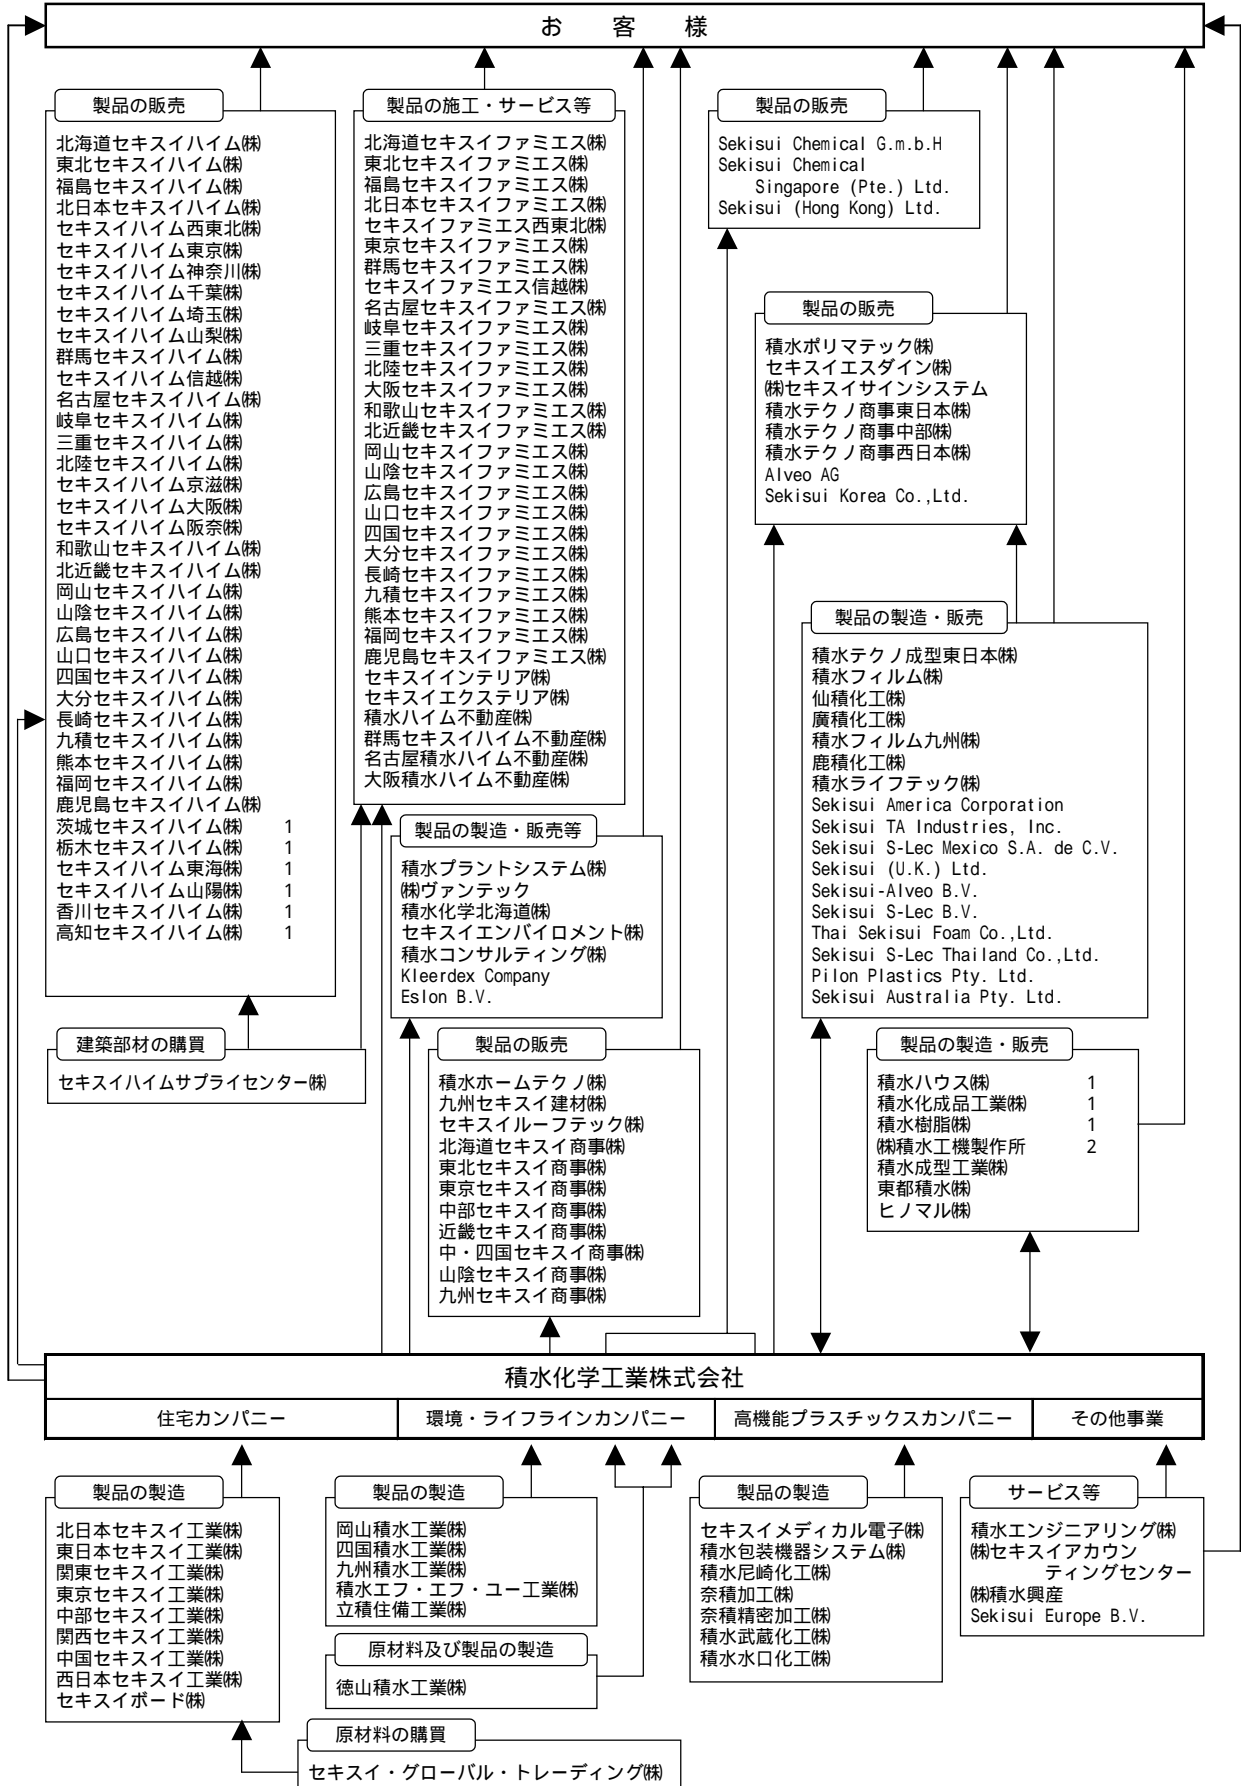 お 客 様
製品の販売
北海道セキスイハイム㈱
東北セキスイハイム㈱
福島セキスイハイム㈱
北日本セキスイハイム㈱
セキスイハイム西東北㈱
セキスイハイム東京㈱
セキスイハイム神奈川㈱
セキスイハイム千葉㈱
セキスイハイム埼玉㈱
セキスイハイム山梨㈱
群馬セキスイハイム㈱
セキスイハイム信越㈱
名古屋セキスイハイム㈱
岐阜セキスイハイム㈱
三重セキスイハイム㈱
北陸セキスイハイム㈱
セキスイハイム京滋㈱
セキスイハイム大阪㈱
セキスイハイム阪奈㈱
和歌山セキスイハイム㈱
北近畿セキスイハイム㈱
岡山セキスイハイム㈱
山陰セキスイハイム㈱
広島セキスイハイム㈱
山口セキスイハイム㈱
四国セキスイハイム㈱
大分セキスイハイム㈱
長崎セキスイハイム㈱
九積セキスイハイム㈱
熊本セキスイハイム㈱
福岡セキスイハイム㈱
鹿児島セキスイハイム㈱
茨城セキスイハイム㈱ 1
栃木セキスイハイム㈱ 1
セキスイハイム東海㈱ 1
セキスイハイム山陽㈱ 1
香川セキスイハイム㈱ 1
高知セキスイハイム㈱ 1
建築部材の購買
セキスイハイムサプライセンター㈱
製品の施工・サービス等
北海道セキスイファミエス㈱
東北セキスイファミエス㈱
福島セキスイファミエス㈱
北日本セキスイファミエス㈱
セキスイファミエス西東北㈱
東京セキスイファミエス㈱
群馬セキスイファミエス㈱
セキスイファミエス信越㈱
名古屋セキスイファミエス㈱
岐阜セキスイファミエス㈱
三重セキスイファミエス㈱
北陸セキスイファミエス㈱
大阪セキスイファミエス㈱
和歌山セキスイファミエス㈱
北近畿セキスイファミエス㈱
岡山セキスイファミエス㈱
山陰セキスイファミエス㈱
広島セキスイファミエス㈱
山口セキスイファミエス㈱
四国セキスイファミエス㈱
大分セキスイファミエス㈱
長崎セキスイファミエス㈱
九積セキスイファミエス㈱
熊本セキスイファミエス㈱
福岡セキスイファミエス㈱
鹿児島セキスイファミエス㈱
セキスイインテリア㈱
セキスイエクステリア㈱
積水ハイム不動産㈱
群馬セキスイハイム不動産㈱
名古屋積水ハイム不動産㈱
大阪積水ハイム不動産㈱
製品の製造・販売等
積水プラントシステム㈱
㈱ヴァンテック
積水化学北海道㈱
セキスイエンバイロメント㈱
積水コンサルティング㈱
Kleerdex Company
Eslon B.V.
製品の販売
積水ホームテクノ㈱
九州セキスイ建材㈱
セキスイルーフテック㈱
北海道セキスイ商事㈱
東北セキスイ商事㈱
東京セキスイ商事㈱
中部セキスイ商事㈱
近畿セキスイ商事㈱
中・四国セキスイ商事㈱
山陰セキスイ商事㈱
九州セキスイ商事㈱
製品の販売
Sekisui Chemical G.m.b.H
Sekisui Chemical
Singapore (Pte.) Ltd.
Sekisui (Hong Kong) Ltd.
製品の販売
積水ポリマテック㈱
セキスイエスダイン㈱
㈱セキスイサインシステム
積水テクノ商事東日本㈱
積水テクノ商事中部㈱
積水テクノ商事西日本㈱
Alveo AG
Sekisui Korea Co.,Ltd.
製品の製造・販売
積水テクノ成型東日本㈱
積水フィルム㈱
仙積化工㈱
廣積化工㈱
積水フィルム九州㈱
鹿積化工㈱
積水ライフテック㈱
Sekisui America Corporation
Sekisui TA Industries, Inc.
Sekisui S-Lec Mexico S.A. de C.V.
Sekisui (U.K.) Ltd.
Sekisui-Alveo B.V.
Sekisui S-Lec B.V.
Thai Sekisui Foam Co.,Ltd.
Sekisui S-Lec Thailand Co.,Ltd.
Pilon Plastics Pty. Ltd.
Sekisui Australia Pty. Ltd.
製品の製造・販売
積水ハウス㈱ 1
積水化成品工業㈱ 1
積水樹脂㈱ 1
㈱積水工機製作所 2
積水成型工業㈱
東都積水㈱
ヒノマル㈱
積水化学工業株式会社
住宅カンパニー
環境・ライフラインカンパニー
高機能プラスチックスカンパニー
その他事業
製品の製造
北日本セキスイ工業㈱
東日本セキスイ工業㈱
関東セキスイ工業㈱
東京セキスイ工業㈱
中部セキスイ工業㈱
関西セキスイ工業㈱
中国セキスイ工業㈱
西日本セキスイ工業㈱
セキスイボード㈱
製品の製造
岡山積水工業㈱
四国積水工業㈱
九州積水工業㈱
積水エフ・エフ・ユー工業㈱
立積住備工業㈱
原材料及び製品の製造
徳山積水工業㈱
原材料の購買
セキスイ・グローバル・トレーディング㈱
製品の製造
セキスイメディカル電子㈱
積水包装機器システム㈱
積水尼崎化工㈱
奈積加工㈱
奈積精密加工㈱
積水武蔵化工㈱
積水水口化工㈱
サービス等
積水エンジニアリング㈱
㈱セキスイアカウン
ティングセンター
㈱積水興産
Sekisui Europe B.V.